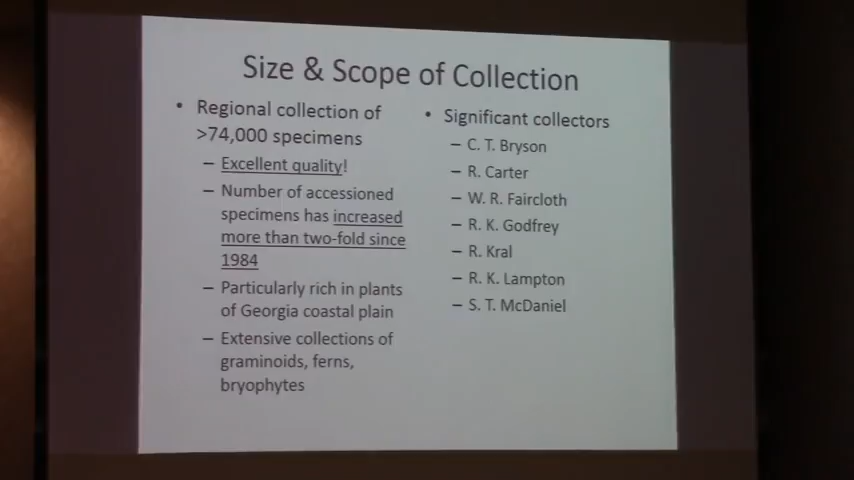 Size & Scope of Collection
• Regional collection of
>74,000 specimens
– Excellent quality!
– Number of accessioned
specimens has increased
more than two-fold since
1984
– Particularly rich in plants
of Georgia coastal plain
– Extensive collections of
graminoids, ferns,
bryophytes
• Significant collectors
– C. T. Bryson
– R. Carter
– W. R. Faircloth
– R. K. Godfrey
– R. Kral
– R. K. Lampton
– S. T. McDaniel